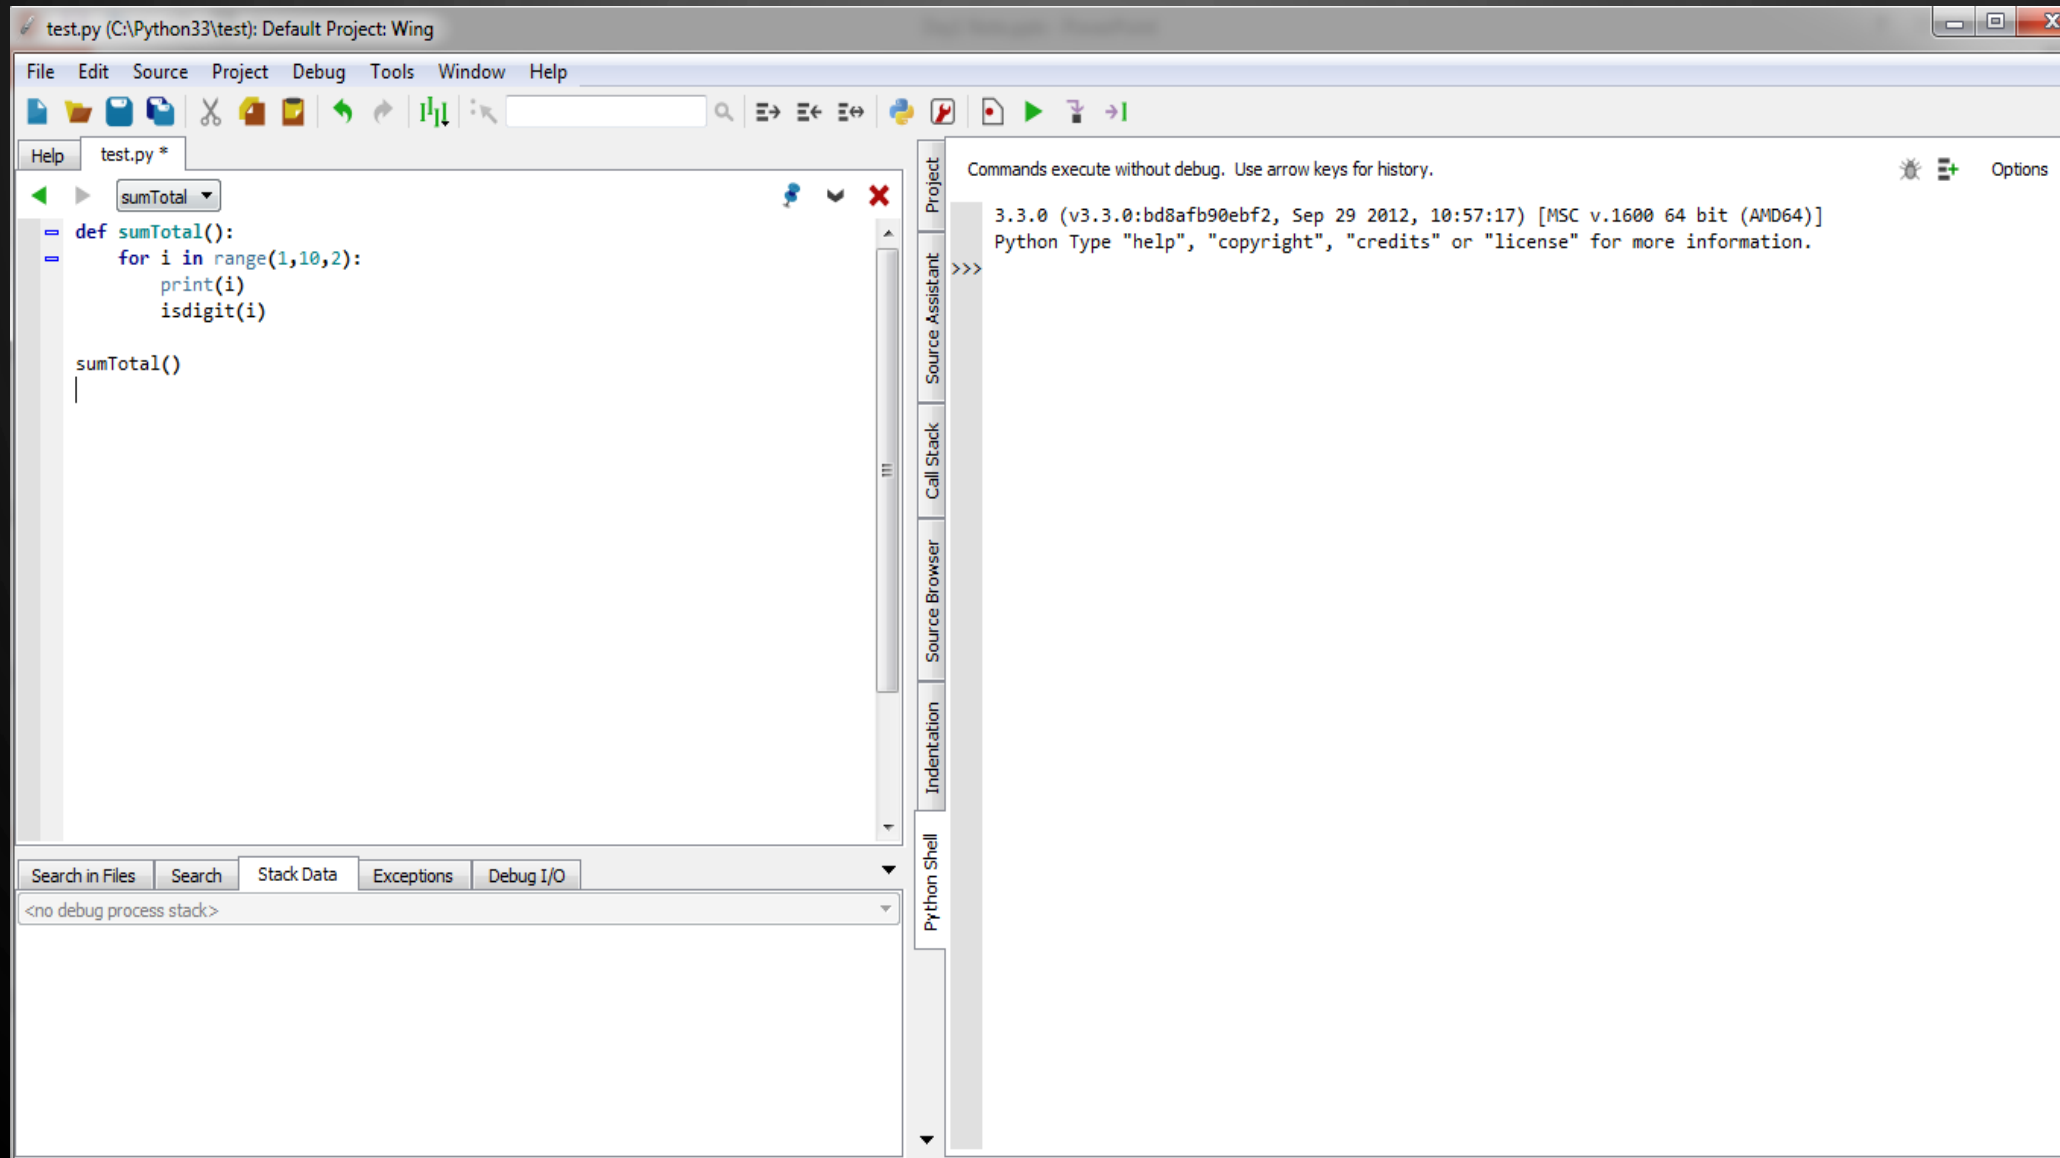 test.py (C:\Python33\test): Default Project: Wing
File Edit Source Project Debug Tools Window Help
Help test.py *
sumTotal
def sumTotal():
    for i in range(1,10,2):
        print(i)
        isdigit(i)
sumTotal()
Search in Files Search Stack Data Exceptions Debug I/O
<no debug process stack>
Project
Source Assistant
Call Stack
Source Browser
Indentation
Python Shell
Commands execute without debug. Use arrow keys for history.
Options
3.3.0 (v3.3.0:bd8afb90ebf2, Sep 29 2012, 10:57:17) [MSC v.1600 64 bit (AMD64)]
Python Type "help", "copyright", "credits" or "license" for more information.
>>>